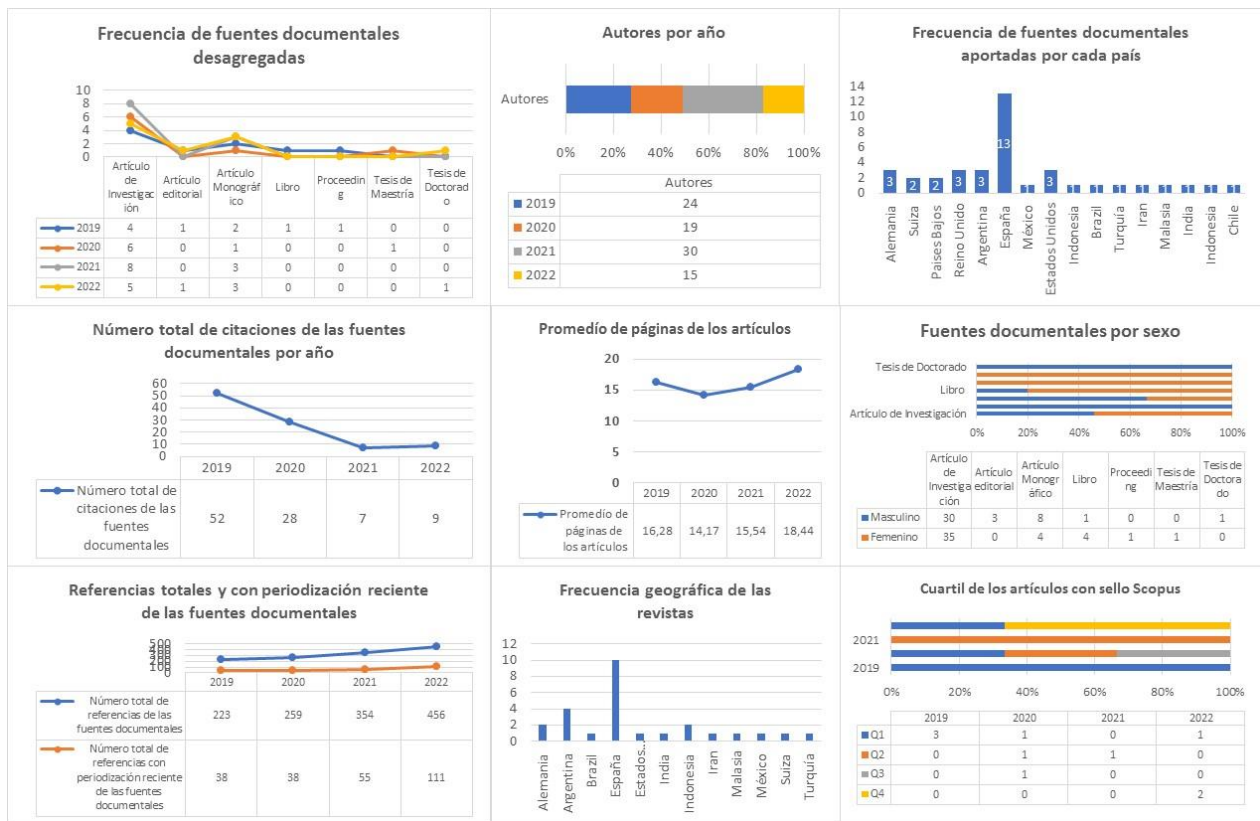 Frecuencia de fuentes documentales
desagregadas
10
8
6
4
2
0
Artículo de Investigación
Artículo editorial
Artículo Monográfico
Libro
Proceeding
Tesis de Maestría
Tesis de Doctorado
2019 4 1 2 1 1 0 0
2020 6 0 1 0 0 1 0
2021 8 0 3 0 0 0 0
2022 5 1 3 0 0 0 1
Autores por año
Autores
0% 20% 40% 60% 80% 100%
Autores
2019 24
2020 19
2021 30
2022 15
Frecuencia de fuentes documentales
aportadas por cada país
14
12
10
8
6
4
2
0
3 2 2 3 3 13 1 3 1 1 1 1 1 1 1 1
Alemania
Suiza
Paises Bajos
Reino Unido
Argentina
España
México
Estados Unidos
Indonesia
Brazil
Turquía
Iran
Malasia
India
Indonesia
Chile
Número total de citaciones de las fuentes
documentales por año
60
50
40
30
20
10
0
2019 2020 2021 2022
Número total de
citaciones de las
fuentes
documentales
52 28 7 9
Promedío de páginas de los artículos
20
15
10
5
0
2019 2020 2021 2022
Promedío de
páginas de
los artículos
16,28 14,17 15,54 18,44
Fuentes documentales por sexo
Tesis de Doctorado
Libro
Artículo de Investigación
0% 20% 40% 60% 80% 100%
Artículo de Investigación
Artículo editorial
Artículo Monográfico
Libro
Proceeding
Tesis de Maestría
Tesis de Doctorado
Masculino 30 3 8 1 0 0 1
Femenino 35 0 4 4 1 1 0
Referencias totales y con periodización reciente
de las fuentes documentales
500
400
300
200
100
0
2019 2020 2021 2022
Número total de
referencias de las
fuentes documentales
223 259 354 456
Número total de
referencias con
periodización reciente
de las fuentes
documentales
38 38 55 111
Frecuencia geográfica de las
revistas
12
10
8
6
4
2
0
Alemania
Argentina
Brazil
España
Estados...
India
Indonesia
Iran
Malasia
México
Suiza
Turquía
Cuartil de los artículos con sello Scopus
2021
2019
0% 20% 40% 60% 80% 100%
2019 2020 2021 2022
Q1 3 1 0 1
Q2 0 1 1 0
Q3 0 1 0 0
Q4 0 0 0 2